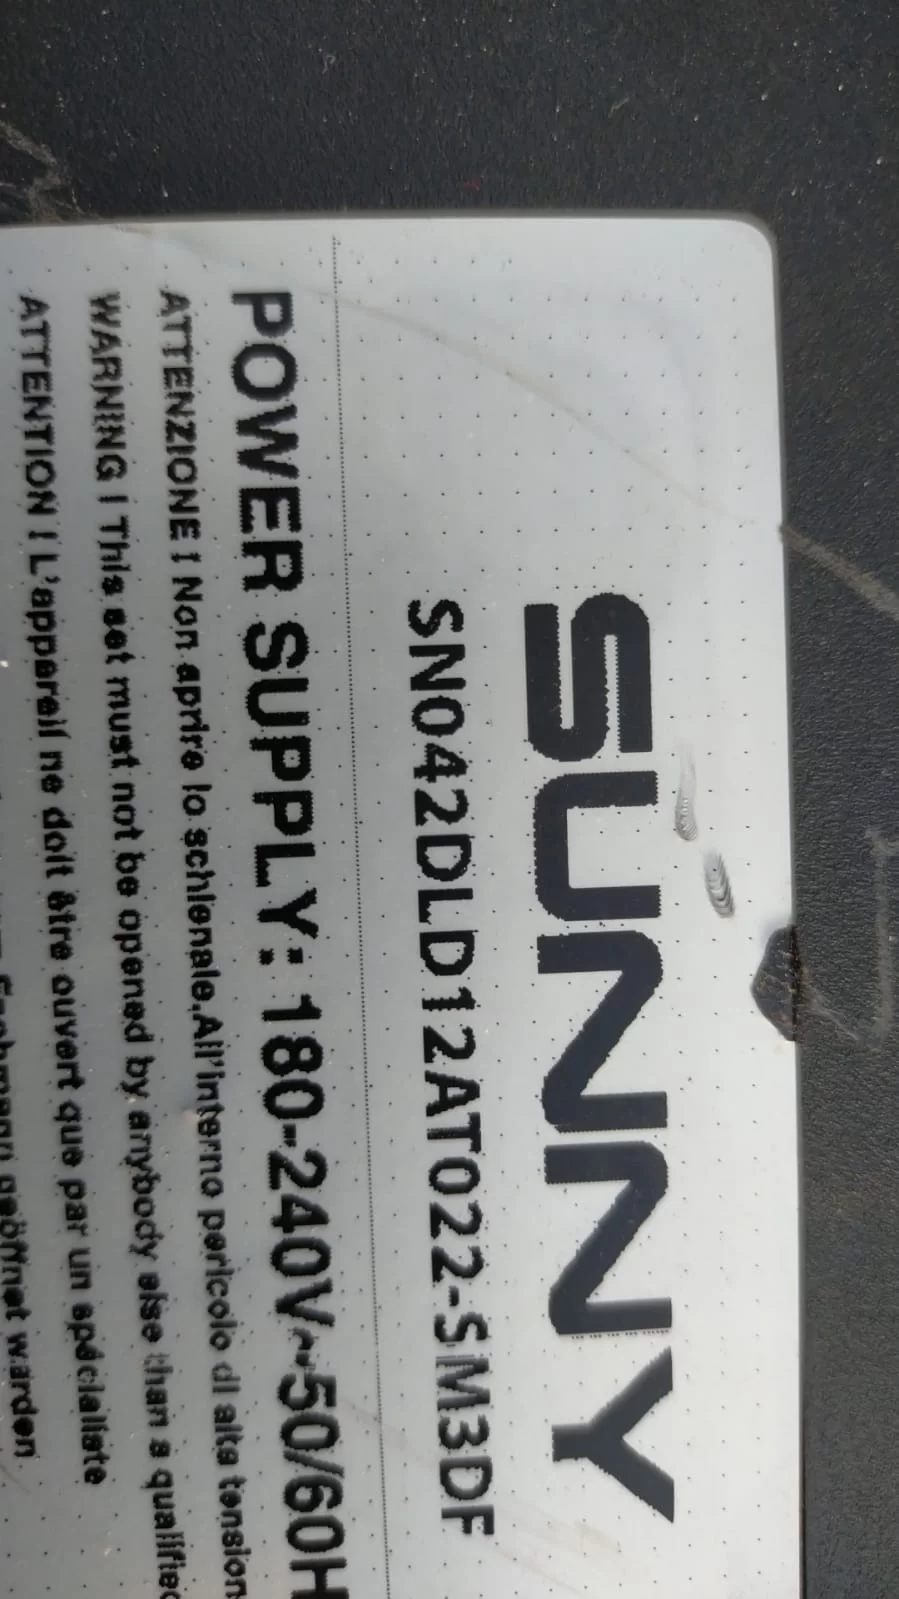 SUNNY
SN042DLD12AT022-SM3DF
POWER SUPPLY: 180-240V~50/60H
ATTENZIONE ! Non aprire lo schienale.All'interno pericolo di alta tension
WARNING ! This set must not be opened by anybody else than a qualified
ATTENTION ! L'appareil ne doit être ouvert que par un spécialiste
geöffnet warden